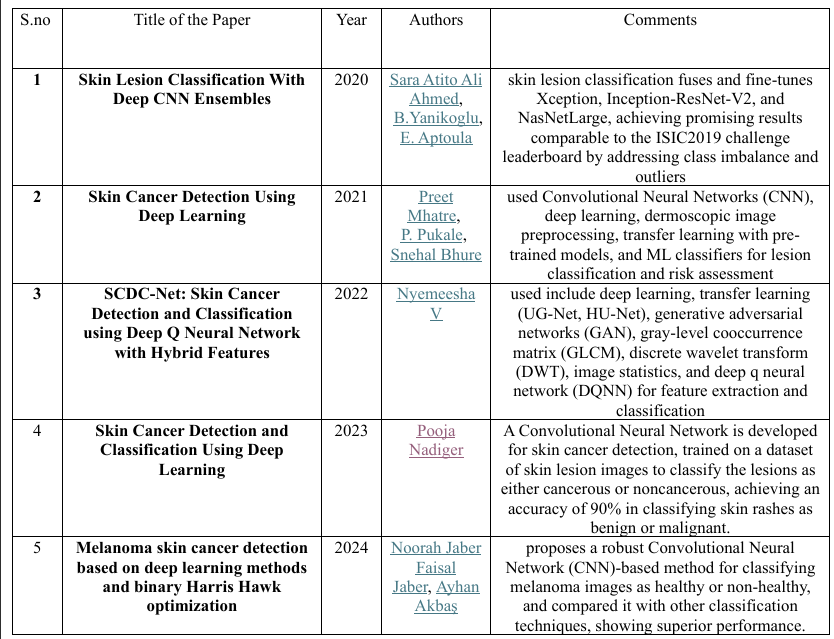 S.no Title of the Paper Year Authors Comments
1 Skin Lesion Classification With 2020 Sara Atito Ali skin lesion classification fuses and fine-tunes
Deep CNN Ensembles Ahmed, Xception, Inception-ResNet-V2, and
B.Yanikoglu, NasNetLarge, achieving promising results
E. Aptoula comparable to the ISIC2019 challenge
leaderboard by addressing class imbalance and
outliers
2 Skin Cancer Detection Using 2021 Preet used Convolutional Neural Networks (CNN),
Deep Learning Mhatre, deep learning, dermoscopic image
P. Pukale, preprocessing, transfer learning with pre-
Snehal Bhure trained models, and ML classifiers for lesion
classification and risk assessment
3 SCDC-Net: Skin Cancer 2022 Nyemeesha used include deep learning, transfer learning
Detection and Classification V (UG-Net, HU-Net), generative adversarial
using Deep Q Neural Network networks (GAN), gray-level cooccurrence
with Hybrid Features matrix (GLCM), discrete wavelet transform
(DWT), image statistics, and deep q neural
network (DQNN) for feature extraction and
classification
4 Skin Cancer Detection and 2023 Pooja A Convolutional Neural Network is developed
Classification Using Deep Nadiger for skin cancer detection, trained on a dataset
Learning of skin lesion images to classify the lesions as
either cancerous or noncancerous, achieving an
accuracy of 90% in classifying skin rashes as
benign or malignant.
5 Melanoma skin cancer detection 2024 Noorah Jaber proposes a robust Convolutional Neural
based on deep learning methods Faisal Network (CNN)-based method for classifying
and binary Harris Hawk Jaber, Ayhan melanoma images as healthy or non-healthy,
optimization Akbaş and compared it with other classification
techniques, showing superior performance.